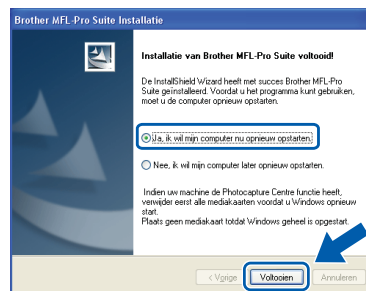 Brother MFL-Pro Suite Installatie
Installatie van Brother MFL-Pro Suite voltooid!
De InstallShield Wizard heeft met succes Brother MFL-Pro
Suite geïnstalleerd. Voordat u het programma kunt gebruiken,
moet u de computer opnieuw opstarten.
Ja, ik wil mijn computer nu opnieuw opstarten.
Nee, ik wil mijn computer later opnieuw opstarten.
Indien uw machine de Photocapture Centre functie heeft,
verwijder eerst alle mediakaarten voordat u Windows opnieuw
start.
Plaats geen mediakaart totdat Windows geheel is opgestart.
< Vorige Voltooien Annuleren